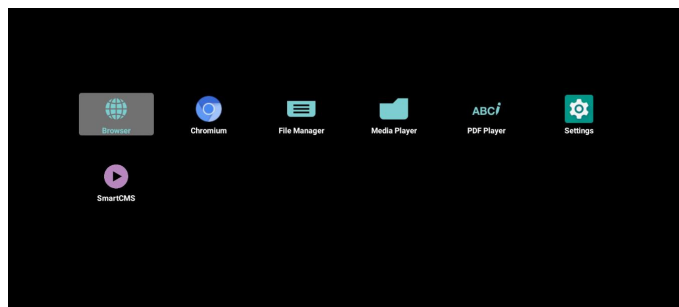 Browser
Chromium
File Manager
Media Player
ABCi
PDF Player
Settings
SmartCMS